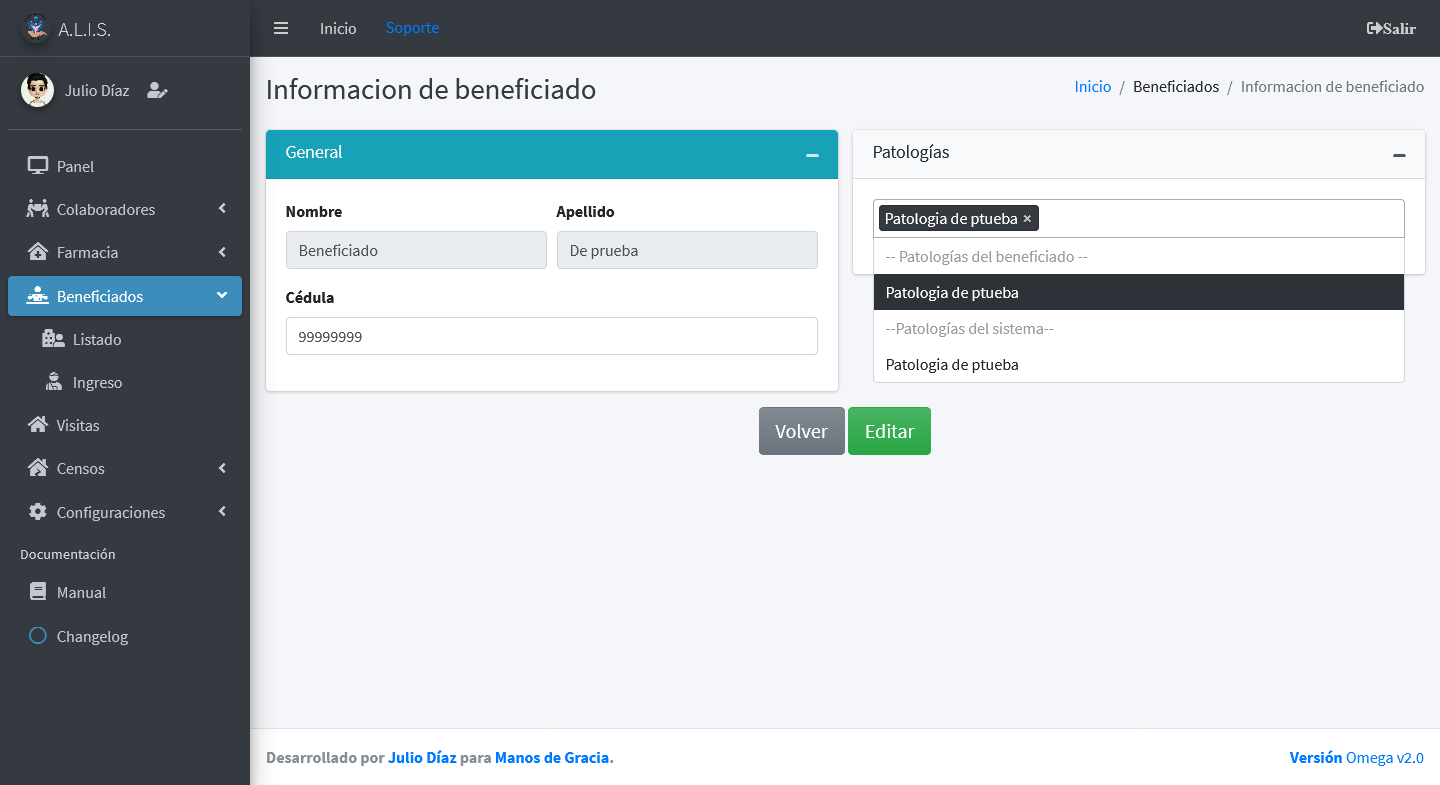 A.L.I.S.
Inicio
Soporte
Salir
Julio Díaz
Panel
Colaboradores
Farmacia
Beneficiados
Listado
Ingreso
Visitas
Censos
Configuraciones
Documentación
Manual
Changelog
Informacion de beneficiado
Inicio / Beneficiados / Informacion de beneficiado
General
Nombre
Apellido
Beneficiado
De prueba
Cédula
99999999
Patologías
Patologia de ptueba ×
-- Patologías del beneficiado --
Patologia de ptueba
--Patologías del sistema--
Patologia de ptueba
Volver
Editar
Desarrollado por Julio Díaz para Manos de Gracia.
Versión Omega v2.0